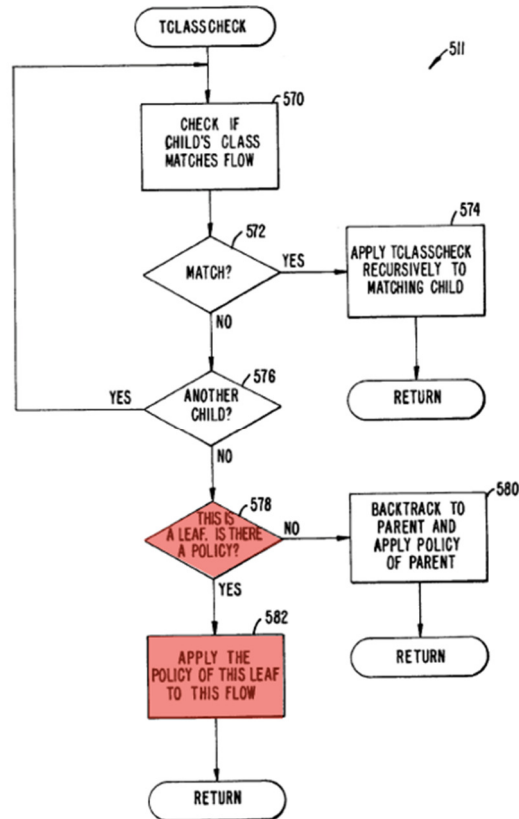 TCLASSCHECK
511
570
CHECK IF
CHILD'S CLASS
MATCHES FLOW
572
MATCH?
YES
574
APPLY TCLASSCHECK
RECURSIVELY TO
MATCHING CHILD
RETURN
NO
576
ANOTHER
CHILD?
YES
NO
578
THIS IS
A LEAF. IS THERE
A POLICY?
NO
580
BACKTRACK TO
PARENT AND
APPLY POLICY
OF PARENT
RETURN
YES
582
APPLY THE
POLICY OF THIS LEAF
TO THIS FLOW
RETURN